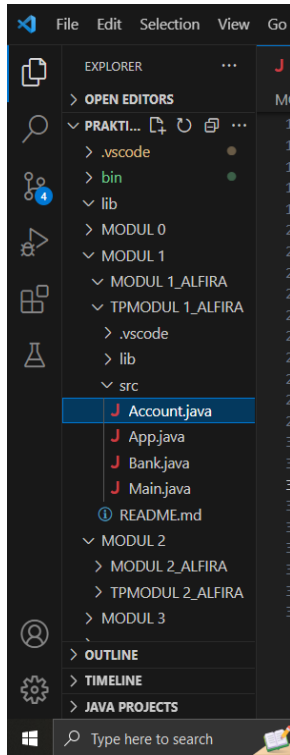 File Edit Selection View Go
EXPLORER ...
J
> OPEN EDITORS
PRAKTI... ...
> .vscode
> bin
lib
> MODUL 0
MODUL 1
MODUL 1_ALFIRA
TPMODUL 1_ALFIRA
> .vscode
> lib
src
J Account.java
J App.java
J Bank.java
J Main.java
README.md
MODUL 2
> MODUL 2_ALFIRA
> TPMODUL 2_ALFIRA
> MODUL 3
> OUTLINE
> TIMELINE
> JAVA PROJECTS
4
Type here to search